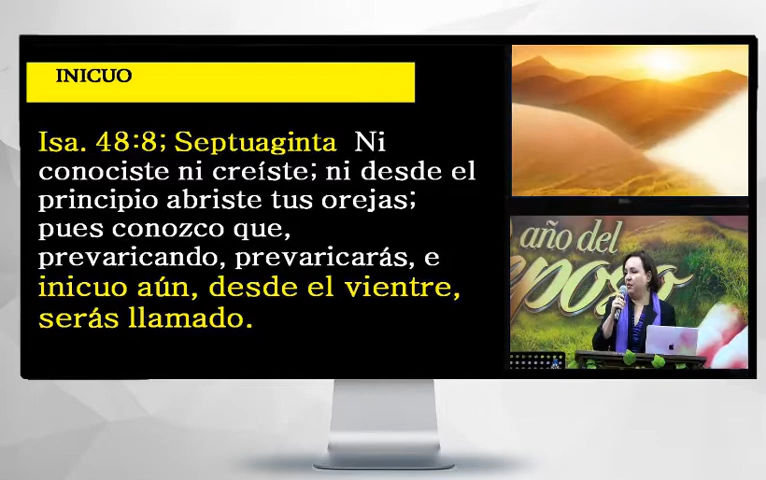 INICUO
Isa. 48:8; Septuaginta Ni
conociste ni creíste; ni desde el
principio abriste tus orejas;
pues conozco que,
prevaricando, prevaricarás, e
inicuo aún, desde el vientre,
serás llamado.
año del